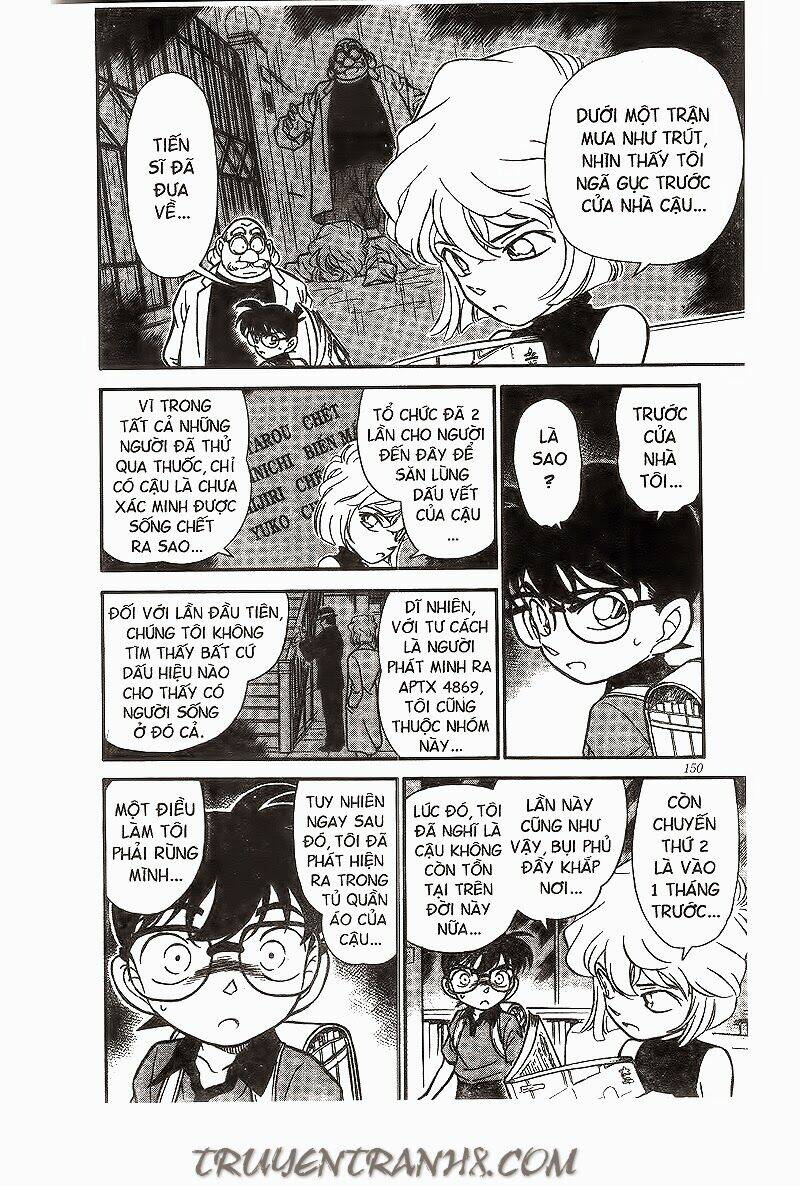 DƯỚI MỘT TRẬN
MƯA NHƯ TRÚT,
NHÌN THẤY TÔI
NGÃ GỤC TRƯỚC
CỬA NHÀ CẬU...
TIẾN
SĨ ĐÃ
ĐƯA
VỀ...
TRƯỚC
CỬA
NHÀ
TÔI...
LÀ
SAO
?
TỔ CHỨC ĐÃ 2
LẦN CHO NGƯỜI
ĐẾN ĐÂY ĐỂ
SĂN LÙNG
DẤU VẾT
CỦA CẬU
...
AROU CHẾT
INICHI BIẾN MẤ
IJIRI CHẾ
YUKO C
VÌ TRONG
TẤT CẢ NHỮNG
NGƯỜI ĐÃ THỬ
QUA THUỐC, CHỈ
CÓ CẬU LÀ CHƯA
XÁC MINH ĐƯỢC
SỐNG CHẾT
RA SAO...
DĨ NHIÊN,
VỚI TƯ CÁCH
LÀ NGƯỜI
PHÁT MINH RA
APTX 4869,
TÔI CŨNG
THUỘC NHÓM
NÀY...
ĐỐI VỚI LẦN ĐẦU TIÊN,
CHÚNG TÔI KHÔNG
TÌM THẤY BẤT CỨ
DẤU HIỆU NÀO
CHO THẤY CÓ
NGƯỜI SỐNG
Ở ĐÓ CẢ.
150
CÒN
CHUYẾN
THỨ 2
LÀ VÀO
1 THÁNG
TRƯỚC...
LẦN NÀY
CŨNG NHƯ
VẬY, BỤI PHỦ
ĐẦY KHẮP
NƠI...
LÚC ĐÓ, TÔI
ĐÃ NGHĨ LÀ
CẬU KHÔNG
CÒN TỒN
TẠI TRÊN
ĐỜI NÀY
NỮA...
TUY NHIÊN
NGAY SAU
ĐÓ, TÔI ĐÃ
PHÁT HIỆN
RA TRONG
TỦ QUẦN
ÁO CỦA
CẬU...
MỘT ĐIỀU
LÀM TÔI
PHẢI RÙNG
MÌNH...
TRUYENTRANH8.COM